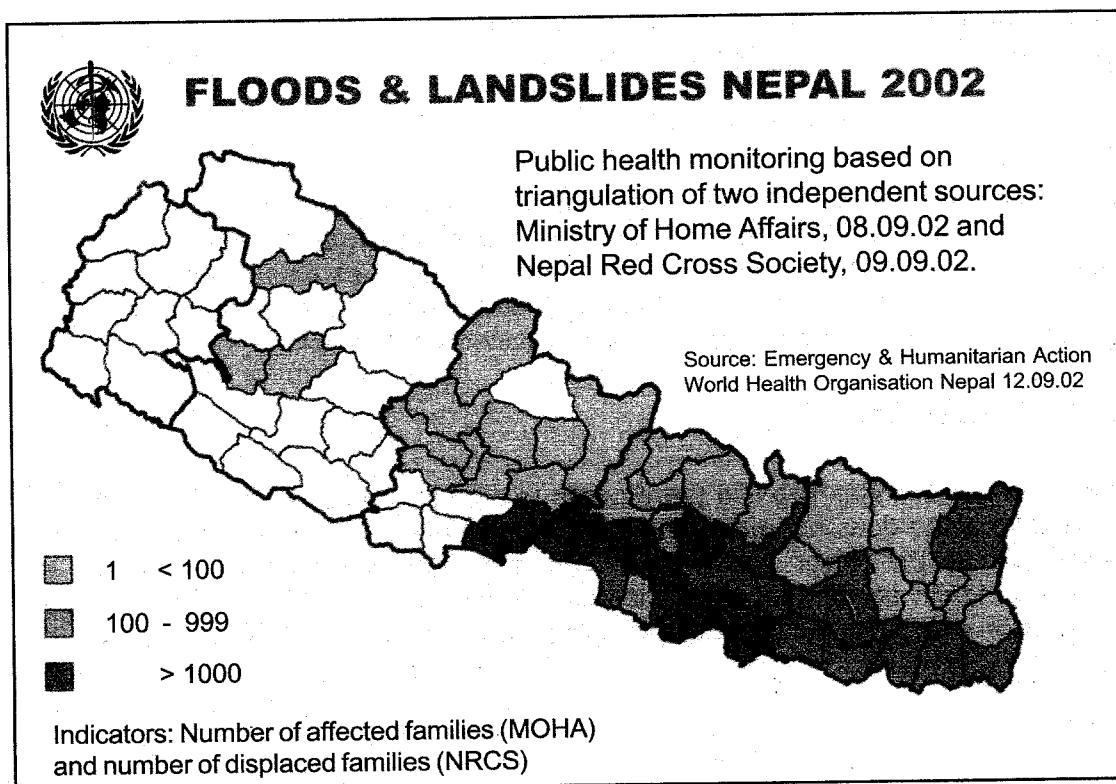 FLOODS & LANDSLIDES NEPAL 2002
Public health monitoring based on
triangulation of two independent sources:
Ministry of Home Affairs, 08.09.02 and
Nepal Red Cross Society, 09.09.02.
Source: Emergency & Humanitarian Action
World Health Organisation Nepal 12.09.02
1 < 100
100 - 999
> 1000
Indicators: Number of affected families (MOHA)
and number of displaced families (NRCS)